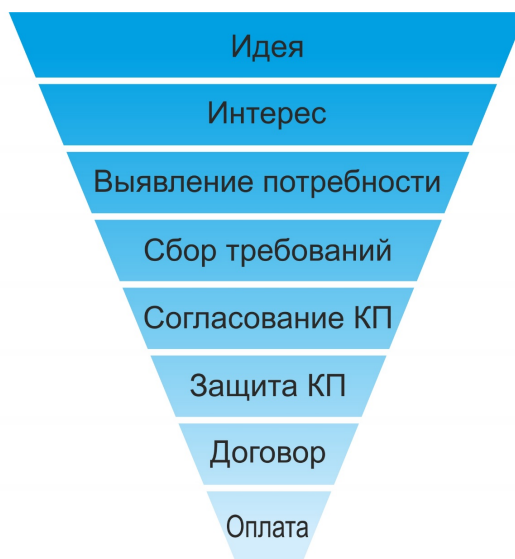 Идея
Интерес
Выявление потребности
Сбор требований
Согласование КП
Защита КП
Договор
Оплата